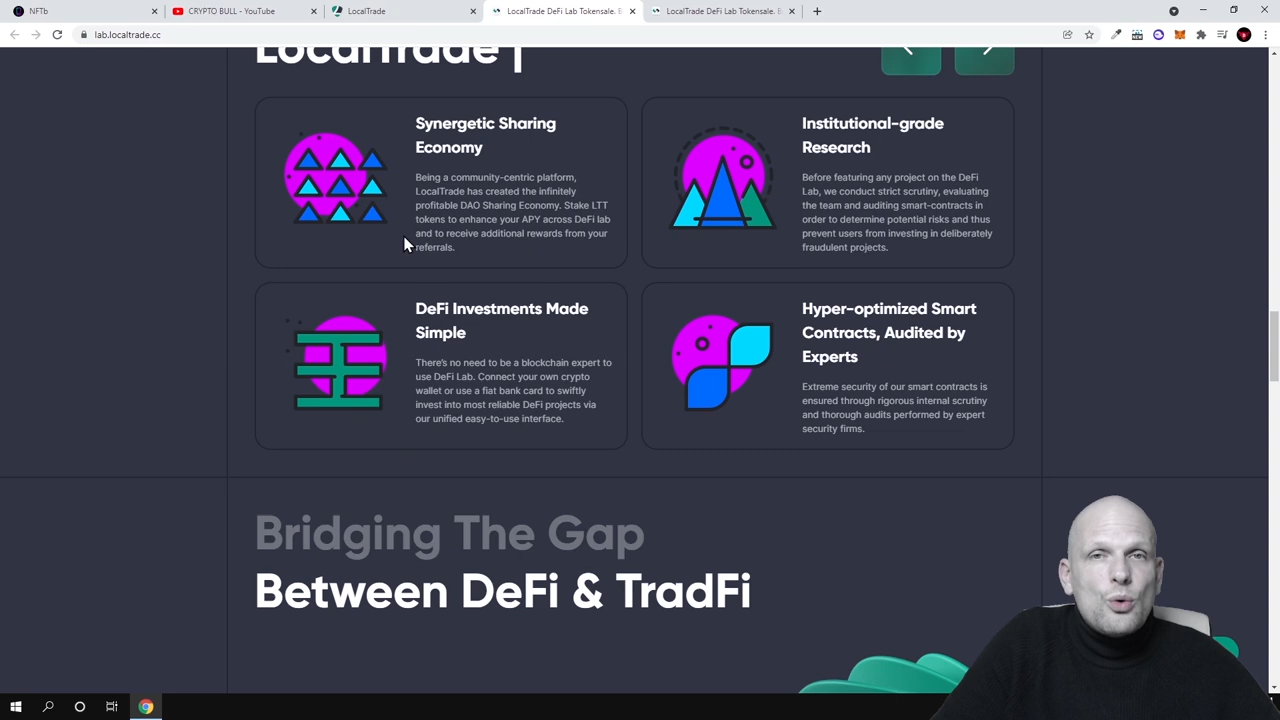 NFTb
CRYPTO BULL - YouTube
LocalTrade
LocalTrade DeFi Lab Tokensale. B
LocalTrade DeFi Lab Tokensale. B
lab.localtrade.cc
LocalTrade |
Synergetic Sharing
Economy
Being a community-centric platform,
LocalTrade has created the infinitely
profitable DAO Sharing Economy. Stake LTT
tokens to enhance your APY across DeFi lab
and to receive additional rewards from your
referrals.
Institutional-grade
Research
Before featuring any project on the DeFi
Lab, we conduct strict scrutiny, evaluating
the team and auditing smart-contracts in
order to determine potential risks and thus
prevent users from investing in deliberately
fraudulent projects.
DeFi Investments Made
Simple
There's no need to be a blockchain expert to
use DeFi Lab. Connect your own crypto
wallet or use a fiat bank card to swiftly
invest into most reliable DeFi projects via
our unified easy-to-use interface.
Hyper-optimized Smart
Contracts, Audited by
Experts
Extreme security of our smart contracts is
ensured through rigorous internal scrutiny
and thorough audits performed by expert
security firms.
Bridging The Gap
Between DeFi & TradFi